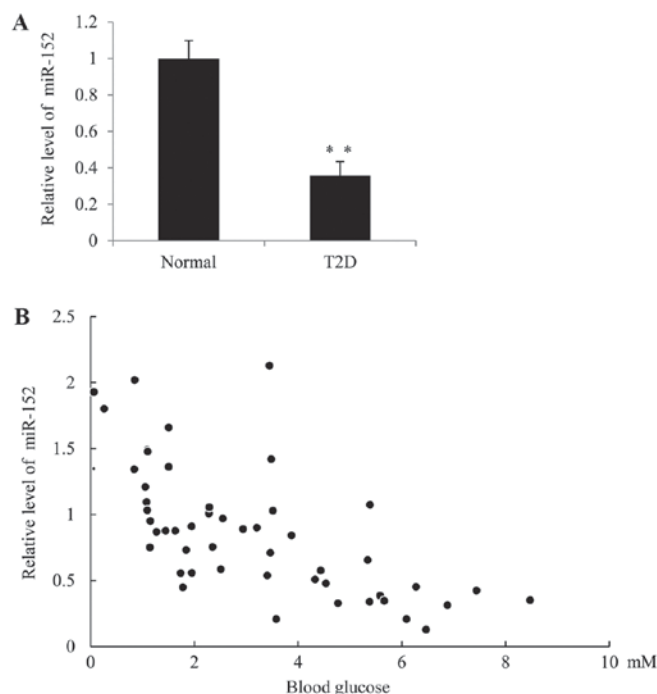 A
Relative level of miR-152
1.2
1
0.8
0.6
0.4
0.2
0
* *
Normal T2D
B
Relative level of miR-152
2.5
2
1.5
1
0.5
0
0 2 4 6 8 10 mM
Blood glucose